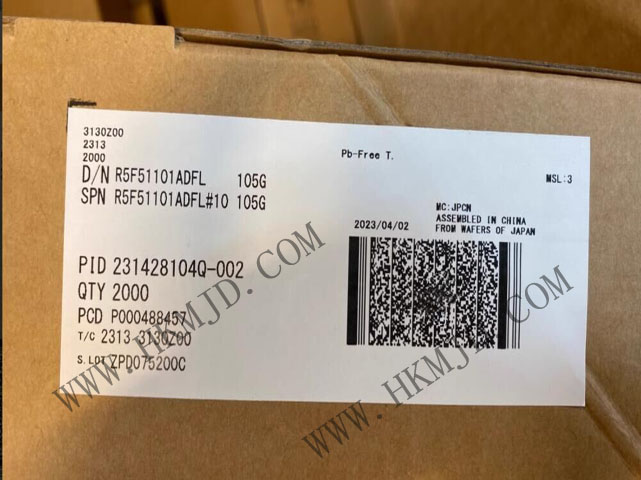 3130Z00
2313
2000
D/N R5F51101ADFL 105G
SPN R5F51101ADFL#10 105G
Pb-Free T.
MSL:3
MC:JPCN
ASSEMBLED IN CHINA
FROM WAFERS OF JAPAN
2023/04/02
PID 231428104Q-002
QTY 2000
PCD P000488457
T/C 2313-3130Z00
S.LOT ZPD075200C
WWW.HKMJD.COM
WWW.HKMJD.COM